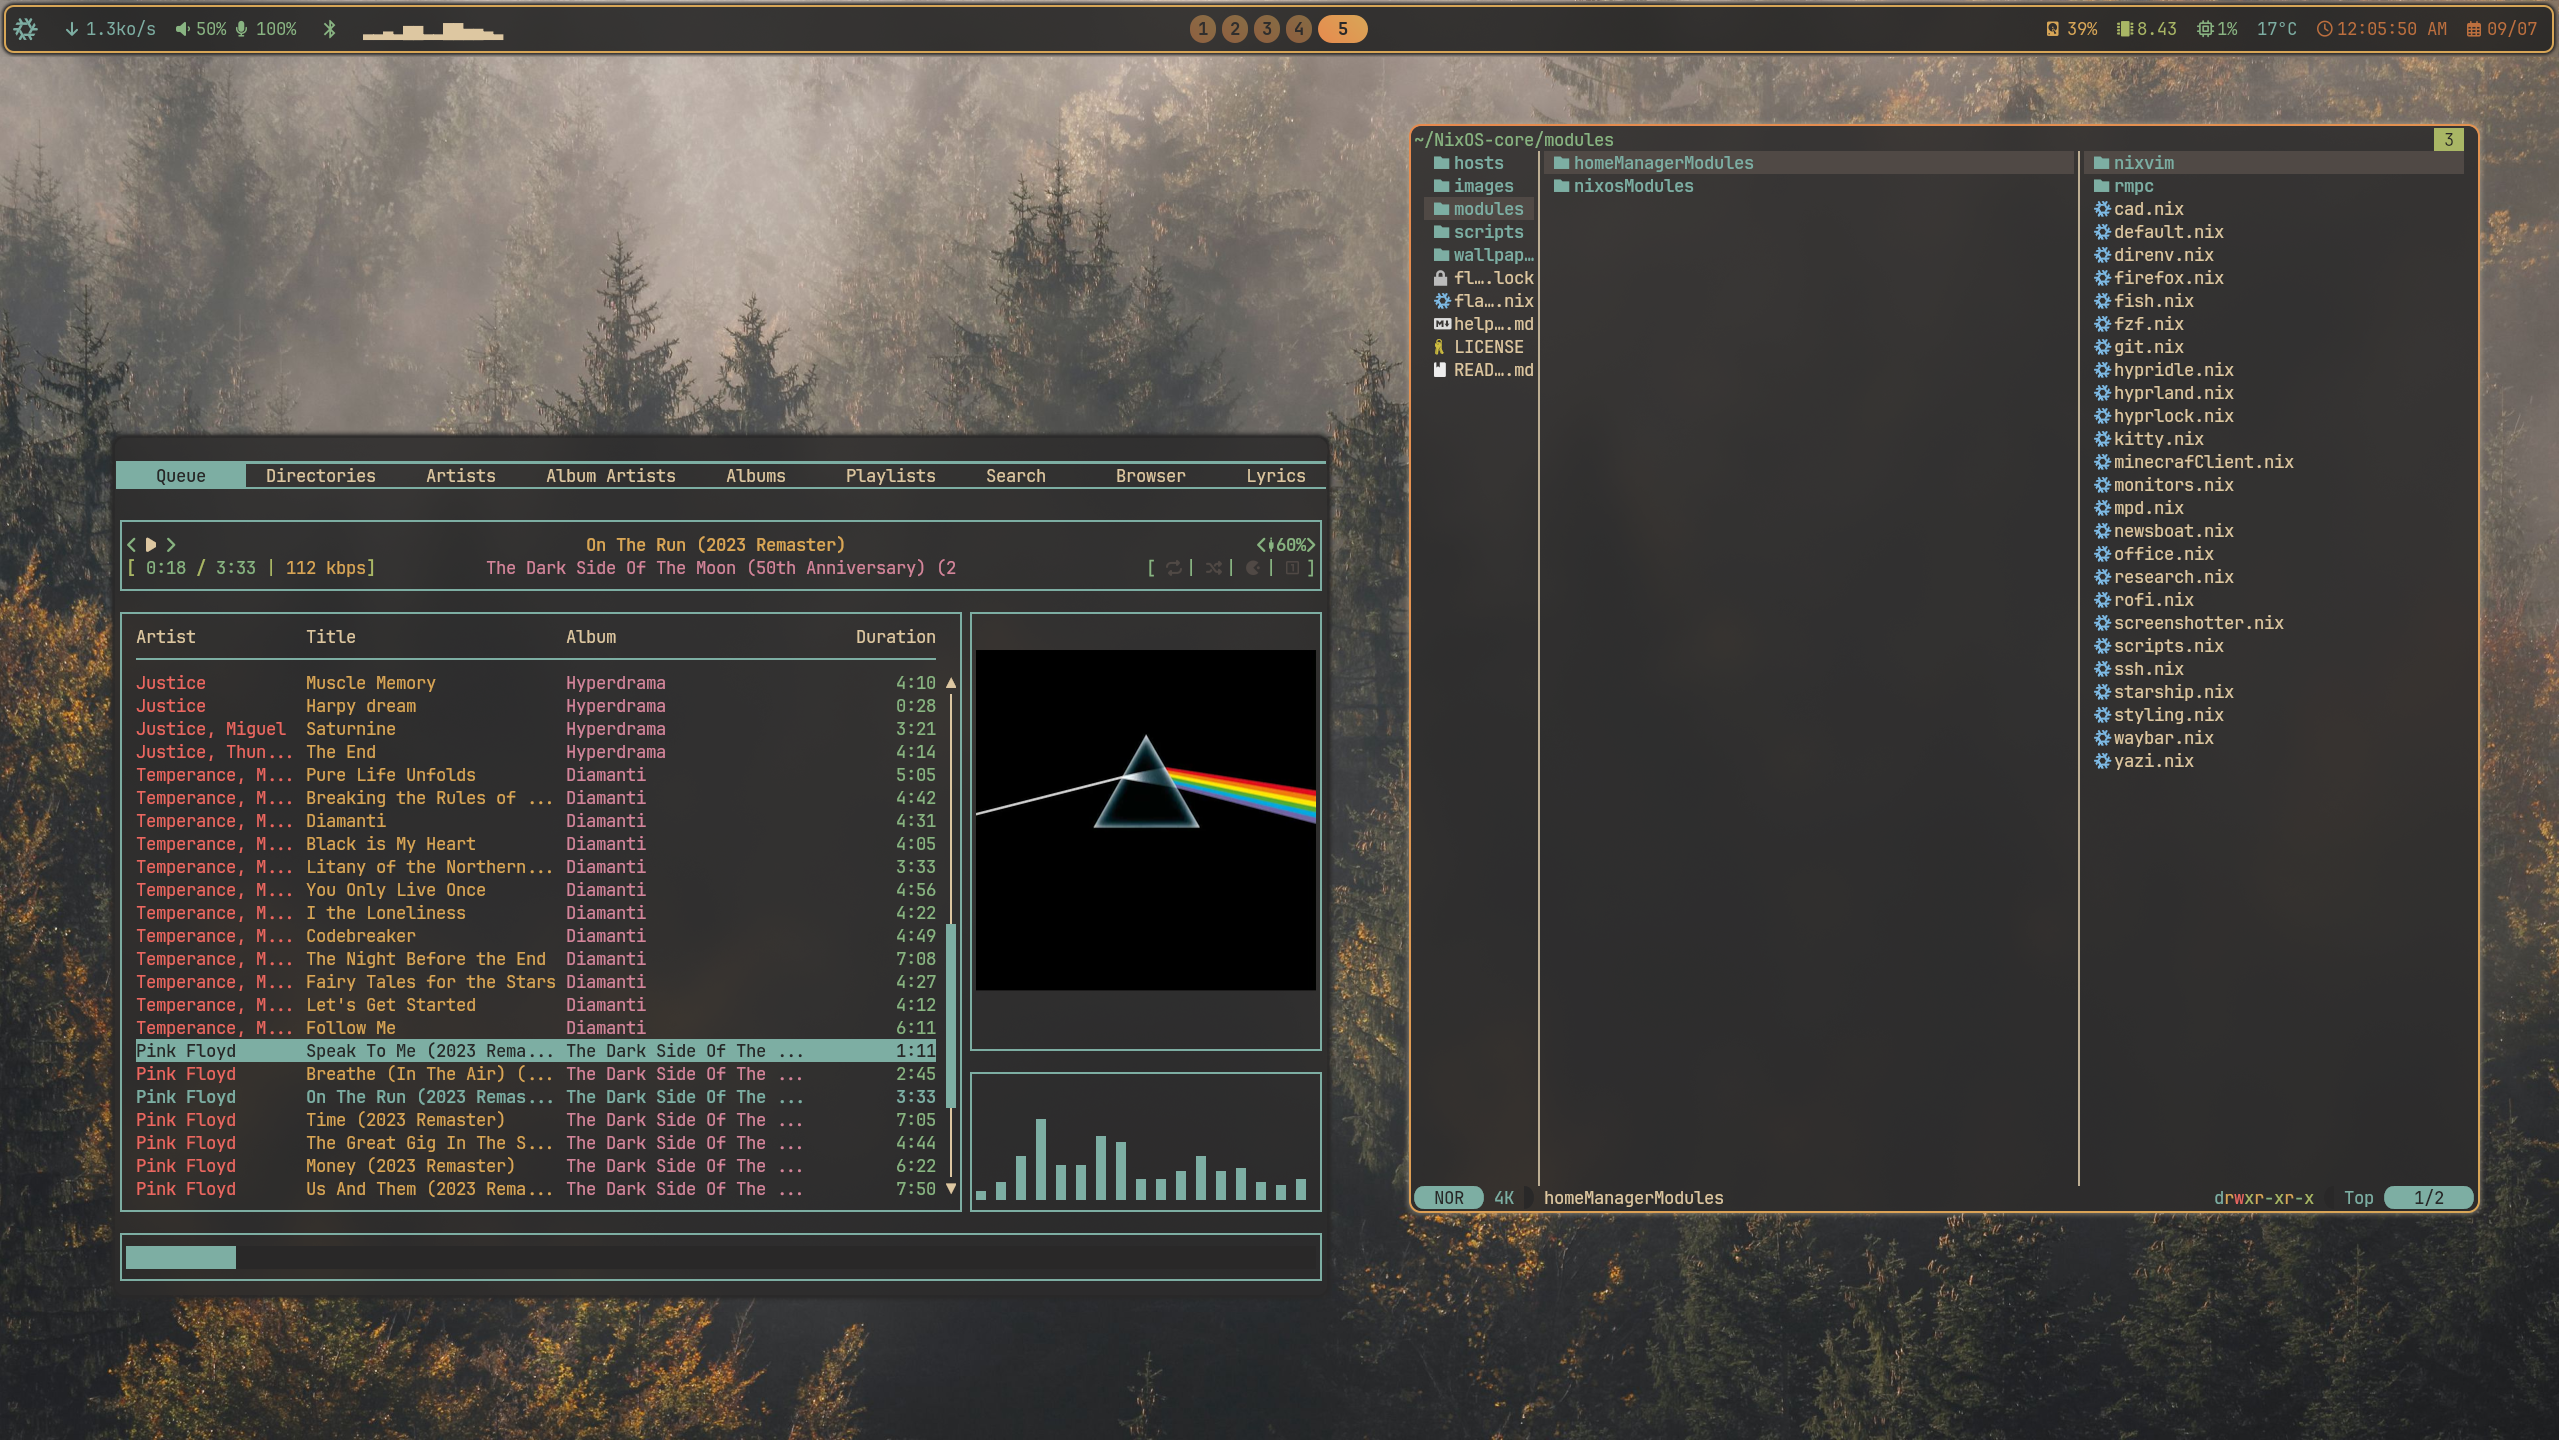 1.3ko/s 50% 100% 1 2 3 4 5 39% 8.43 1% 17°C 12:05:50 AM 09/07
Queue Directories Artists Album Artists Albums Playlists Search Browser Lyrics
On The Run (2023 Remaster) 60%
[ 0:18 / 3:33 | 112 kbps] The Dark Side Of The Moon (50th Anniversary) (2 [ | | | ]
Artist Title Album Duration
Justice Muscle Memory Hyperdrama 4:10
Justice Harpy dream Hyperdrama 0:28
Justice, Miguel Saturnine Hyperdrama 3:21
Justice, Thun... The End Hyperdrama 4:14
Temperance, M... Pure Life Unfolds Diamanti 5:05
Temperance, M... Breaking the Rules of ... Diamanti 4:42
Temperance, M... Diamanti Diamanti 4:31
Temperance, M... Black is My Heart Diamanti 4:05
Temperance, M... Litany of the Northern... Diamanti 3:33
Temperance, M... You Only Live Once Diamanti 4:56
Temperance, M... I the Loneliness Diamanti 4:22
Temperance, M... Codebreaker Diamanti 4:49
Temperance, M... The Night Before the End Diamanti 7:08
Temperance, M... Fairy Tales for the Stars Diamanti 4:27
Temperance, M... Let's Get Started Diamanti 4:12
Temperance, M... Follow Me Diamanti 6:11
Pink Floyd Speak To Me (2023 Rema... The Dark Side Of The ... 1:11
Pink Floyd Breathe (In The Air) (... The Dark Side Of The ... 2:45
Pink Floyd On The Run (2023 Remas... The Dark Side Of The ... 3:33
Pink Floyd Time (2023 Remaster) The Dark Side Of The ... 7:05
Pink Floyd The Great Gig In The S... The Dark Side Of The ... 4:44
Pink Floyd Money (2023 Remaster) The Dark Side Of The ... 6:22
Pink Floyd Us And Them (2023 Rema... The Dark Side Of The ... 7:50
~/NixOS-core/modules 3
hosts
images
modules
scripts
wallpap…
fl….lock
fla….nix
help….md
LICENSE
READ….md
homeManagerModules
nixosModules
nixvim
rmpc
cad.nix
default.nix
direnv.nix
firefox.nix
fish.nix
fzf.nix
git.nix
hypridle.nix
hyprland.nix
hyprlock.nix
kitty.nix
minecrafClient.nix
monitors.nix
mpd.nix
newsboat.nix
office.nix
research.nix
rofi.nix
screenshotter.nix
scripts.nix
ssh.nix
starship.nix
styling.nix
waybar.nix
yazi.nix
NOR 4K homeManagerModules drwxr-xr-x Top 1/2